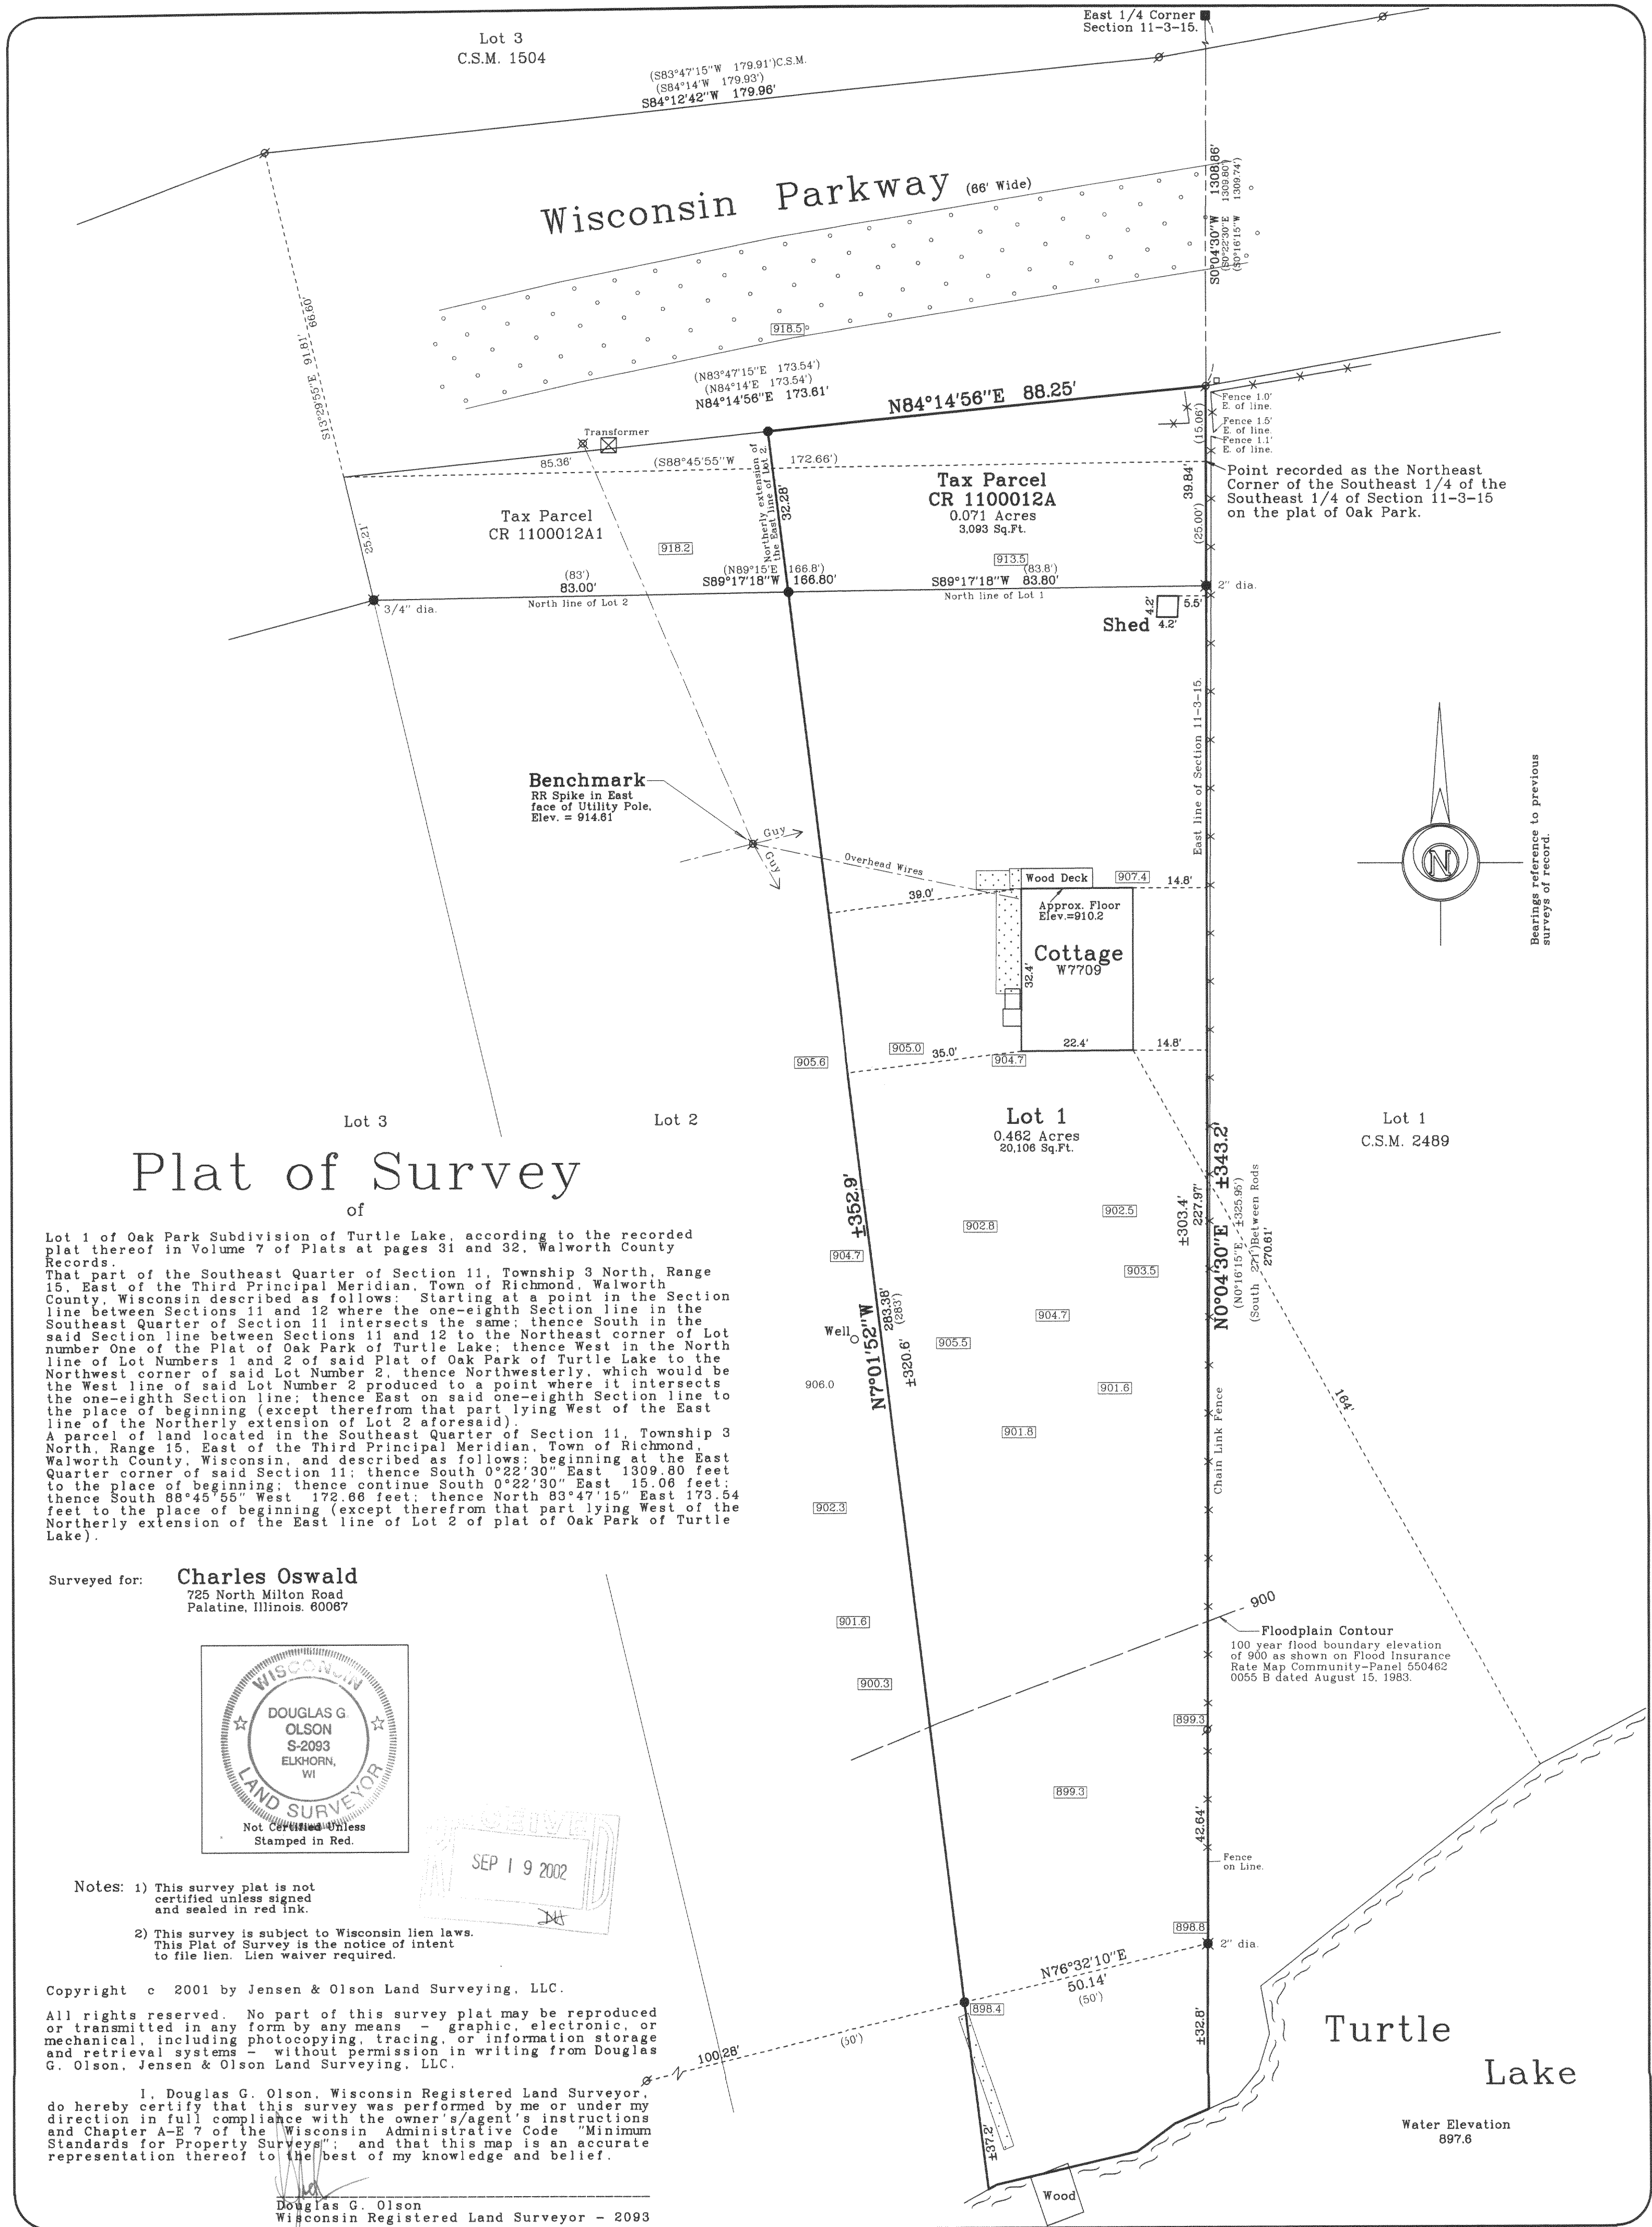 East 1/4 Corner
Section 11-3-15.
Lot 3
C.S.M. 1504
(S83°47'15"W 179.91')C.S.M.
(S84°14'W 179.93')
S84°12'42"W 179.96'
Wisconsin Parkway (66' Wide)
S0°04'30"W 1308.86'
(S0°22'30"E 1309.80')
(S0°16'15"W 1309.74')
S13°29'55"E 91.81'
66.60'
25.21'
918.5
(N83°47'15"E 173.54')
(N84°14'E 173.54')
N84°14'56"E 173.61'
N84°14'56"E 88.25'
Fence 1.0'
E. of line.
Fence 1.5'
E. of line.
Fence 1.1'
E. of line.
(15.06')
Transformer
85.36'
(S88°45'55"W 172.66')
Northerly extension of
the East line of Lot 2.
32.28'
39.84'
(25.00')
Point recorded as the Northeast
Corner of the Southeast 1/4 of the
Southeast 1/4 of Section 11-3-15
on the plat of Oak Park.
Tax Parcel
CR 1100012A
0.071 Acres
3,093 Sq.Ft.
Tax Parcel
CR 1100012A1
918.2
913.5
(83')
83.00'
(N89°15'E 166.8')
S89°17'18"W 166.80'
(83.8')
S89°17'18"W 83.80'
North line of Lot 2
North line of Lot 1
3/4" dia.
2" dia.
4.2'
5.5'
Shed 4.2'
East line of Section 11-3-15.
Benchmark
RR Spike in East
face of Utility Pole,
Elev. = 914.61
Guy
Guy
Overhead Wires
39.0'
Wood Deck
907.4
14.8'
Approx. Floor
Elev.=910.2
Cottage
W7709
32.4'
22.4'
14.8'
N
Bearings reference to previous
surveys of record.
905.6
905.0
35.0'
904.7
Lot 3
Lot 2
Lot 1
0.462 Acres
20,106 Sq.Ft.
Lot 1
C.S.M. 2489
Plat of Survey
of
Lot 1 of Oak Park Subdivision of Turtle Lake, according to the recorded
plat thereof in Volume 7 of Plats at pages 31 and 32, Walworth County
Records.
That part of the Southeast Quarter of Section 11, Township 3 North, Range
15, East of the Third Principal Meridian, Town of Richmond, Walworth
County, Wisconsin described as follows: Starting at a point in the Section
line between Sections 11 and 12 where the one-eighth Section line in the
Southeast Quarter of Section 11 intersects the same; thence South in the
said Section line between Sections 11 and 12 to the Northeast corner of Lot
number One of the Plat of Oak Park of Turtle Lake; thence West in the North
line of Lot Numbers 1 and 2 of said Plat of Oak Park of Turtle Lake to the
Northwest corner of said Lot Number 2, thence Northwesterly, which would be
the West line of said Lot Number 2 produced to a point where it intersects
the one-eighth Section line; thence East on said one-eighth Section line to
the place of beginning (except therefrom that part lying West of the East
line of the Northerly extension of Lot 2 aforesaid).
A parcel of land located in the Southeast Quarter of Section 11, Township 3
North, Range 15, East of the Third Principal Meridian, Town of Richmond,
Walworth County, Wisconsin, and described as follows: beginning at the East
Quarter corner of said Section 11; thence South 0°22'30" East 1309.80 feet
to the place of beginning; thence continue South 0°22'30" East 15.06 feet;
thence South 88°45'55" West 172.66 feet; thence North 83°47'15" East 173.54
feet to the place of beginning (except therefrom that part lying West of the
Northerly extension of the East line of Lot 2 of plat of Oak Park of Turtle
Lake).
N7°01'52"W ±352.9'
283.38'
(283')
±320.6'
Well
904.7
906.0
902.3
901.6
900.3
902.8
902.5
903.5
904.7
905.5
901.6
901.8
±303.4'
227.97'
N0°04'30"E ±343.2'
(N0°16'15"E ±325.95')
(South 271')Between Rods
270.61'
Chain Link Fence
164'
900
Floodplain Contour
100 year flood boundary elevation
of 900 as shown on Flood Insurance
Rate Map Community-Panel 550462
0055 B dated August 15, 1983.
899.3
899.3
42.64'
Fence
on Line.
898.8
2" dia.
N76°32'10"E
50.14'
(50')
898.4
(50')
100.28'
±32.8'
±37.2'
Wood
Turtle
Lake
Water Elevation
897.6
Surveyed for: Charles Oswald
725 North Milton Road
Palatine, Illinois. 60067
WISCONSIN
DOUGLAS G.
OLSON
S-2093
ELKHORN,
WI
LAND SURVEYOR
Not Certified Unless
Stamped in Red.
SEP 19 2002
Notes: 1) This survey plat is not
certified unless signed
and sealed in red ink.
2) This survey is subject to Wisconsin lien laws.
This Plat of Survey is the notice of intent
to file lien. Lien waiver required.
Copyright c 2001 by Jensen & Olson Land Surveying, LLC.
All rights reserved. No part of this survey plat may be reproduced
or transmitted in any form by any means - graphic, electronic, or
mechanical, including photocopying, tracing, or information storage
and retrieval systems - without permission in writing from Douglas
G. Olson, Jensen & Olson Land Surveying, LLC.
I, Douglas G. Olson, Wisconsin Registered Land Surveyor,
do hereby certify that this survey was performed by me or under my
direction in full compliance with the owner's/agent's instructions
and Chapter A-E 7 of the Wisconsin Administrative Code "Minimum
Standards for Property Surveys"; and that this map is an accurate
representation thereof to the best of my knowledge and belief.
Douglas G. Olson
Wisconsin Registered Land Surveyor - 2093